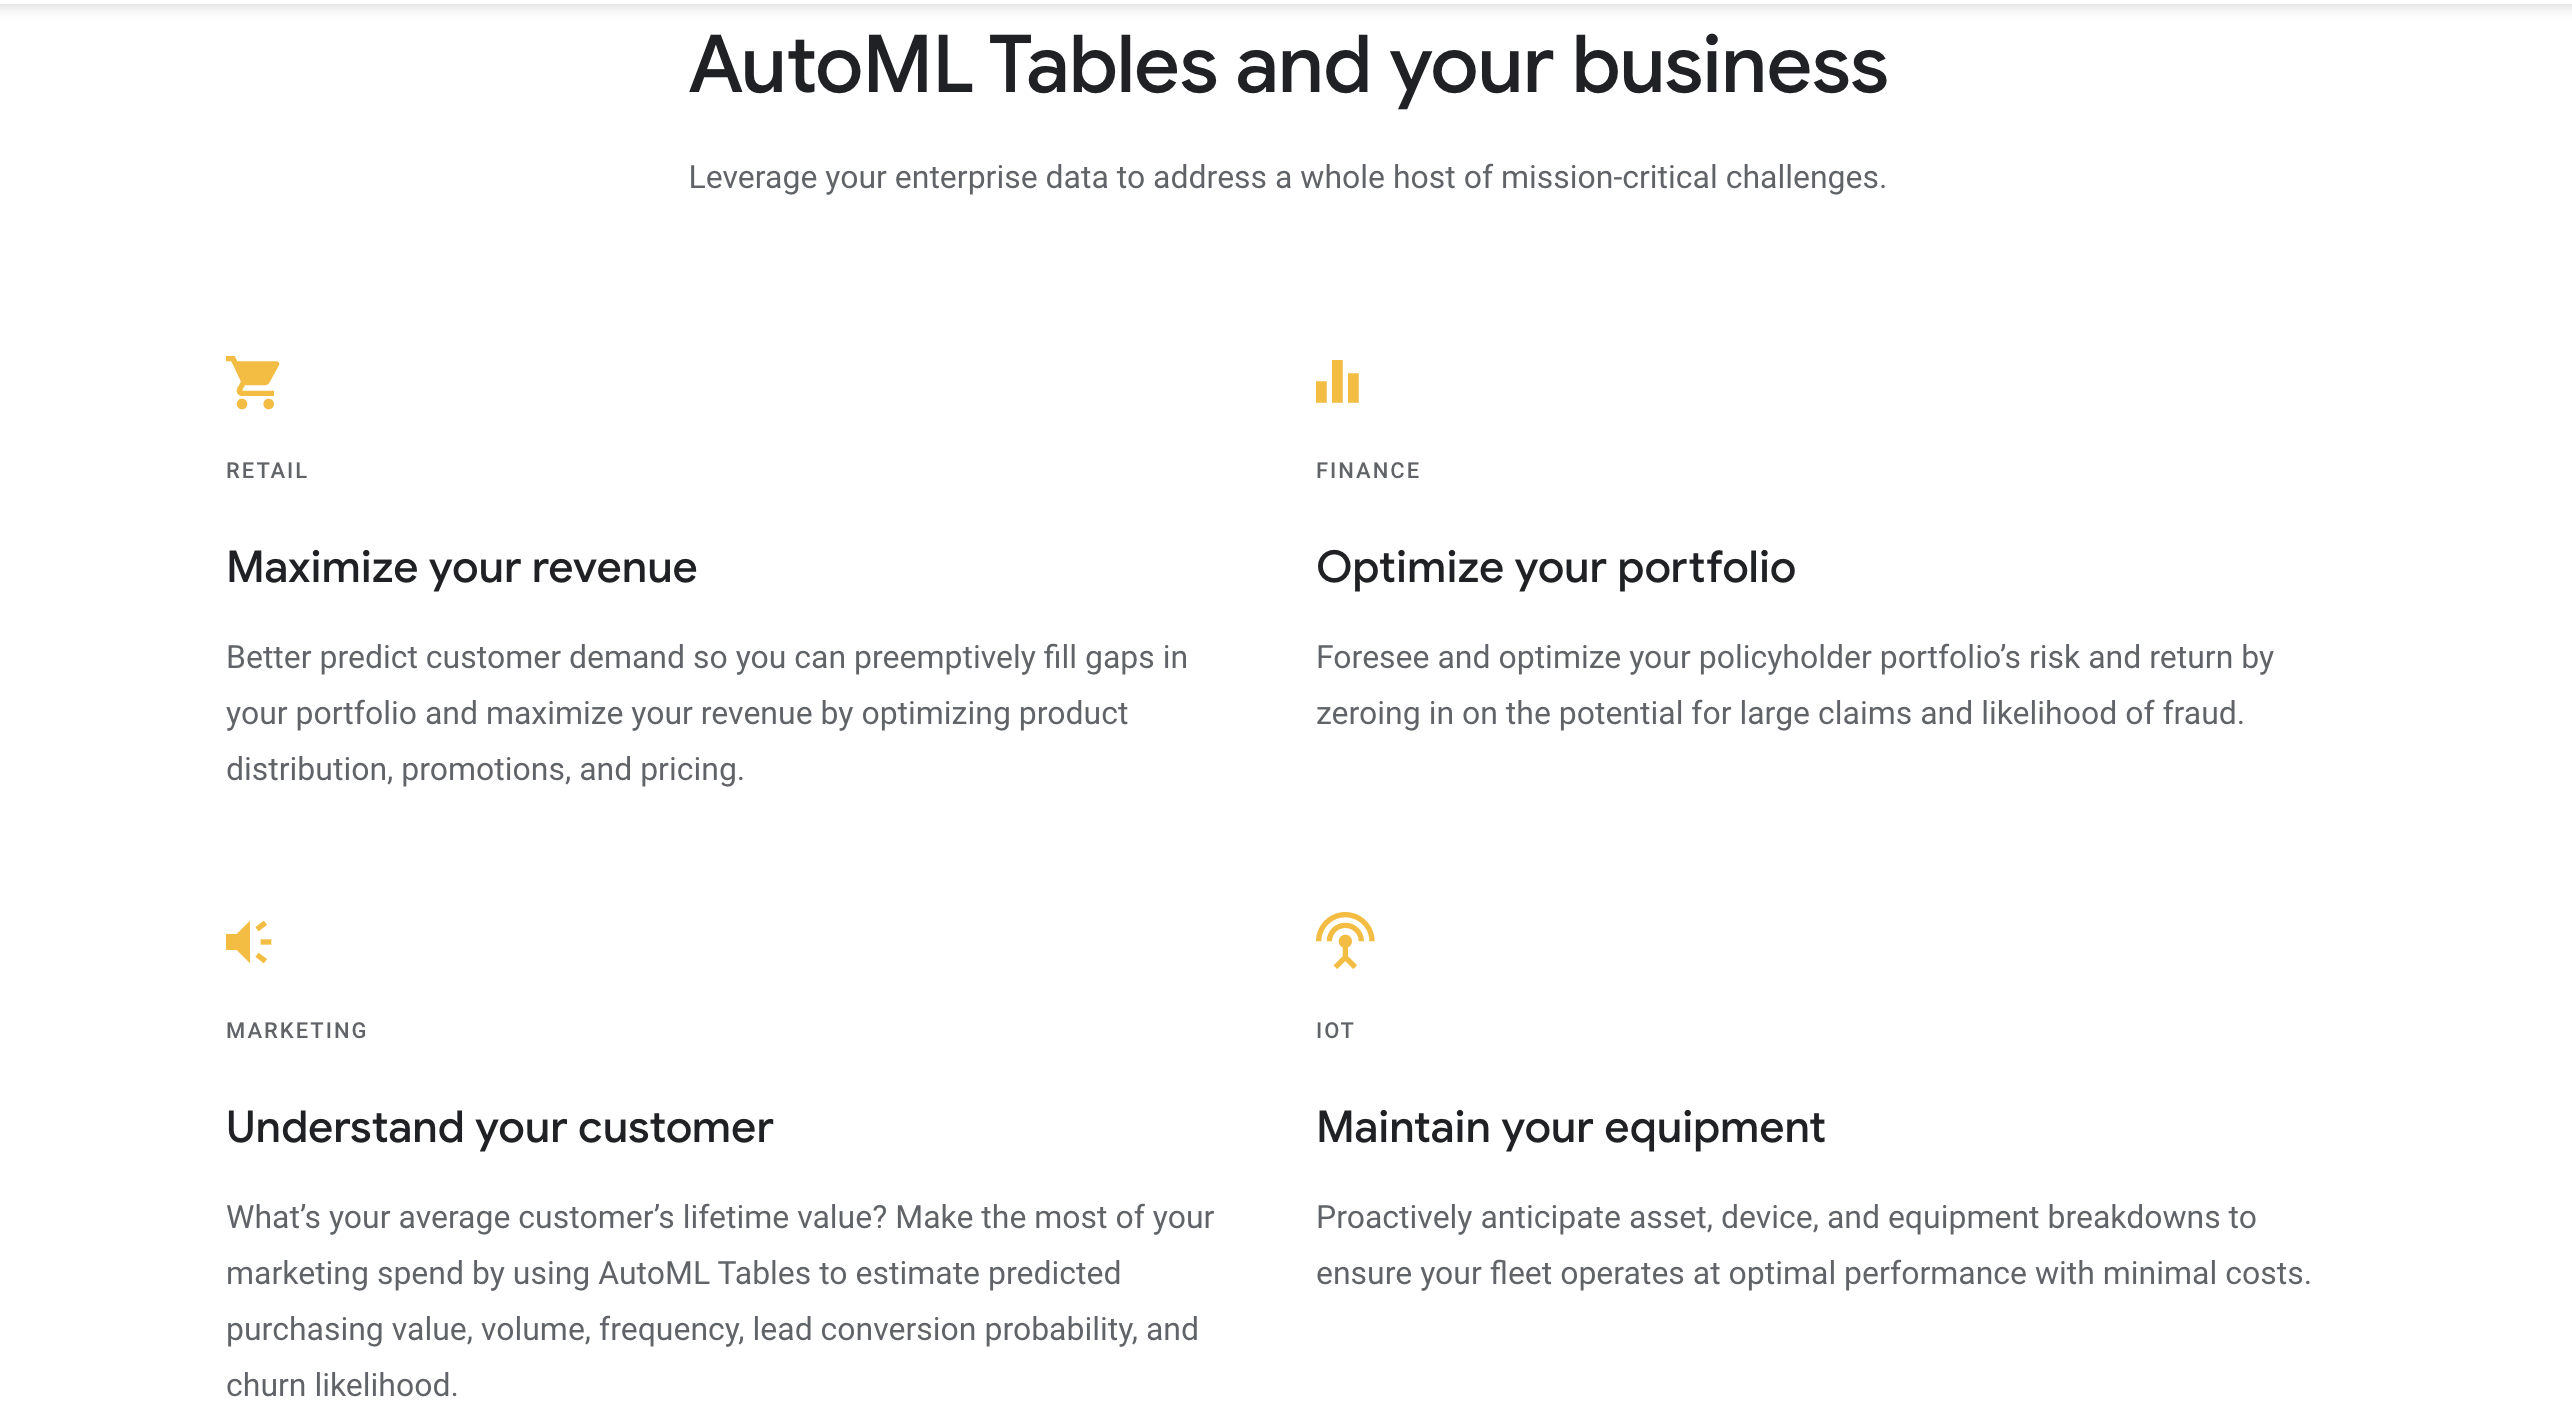 AutoML Tables and your business
Leverage your enterprise data to address a whole host of mission-critical challenges.
RETAIL
Maximize your revenue
Better predict customer demand so you can preemptively fill gaps in
your portfolio and maximize your revenue by optimizing product
distribution, promotions, and pricing.
FINANCE
Optimize your portfolio
Foresee and optimize your policyholder portfolio’s risk and return by
zeroing in on the potential for large claims and likelihood of fraud.
MARKETING
Understand your customer
What’s your average customer’s lifetime value? Make the most of your
marketing spend by using AutoML Tables to estimate predicted
purchasing value, volume, frequency, lead conversion probability, and
churn likelihood.
IOT
Maintain your equipment
Proactively anticipate asset, device, and equipment breakdowns to
ensure your fleet operates at optimal performance with minimal costs.